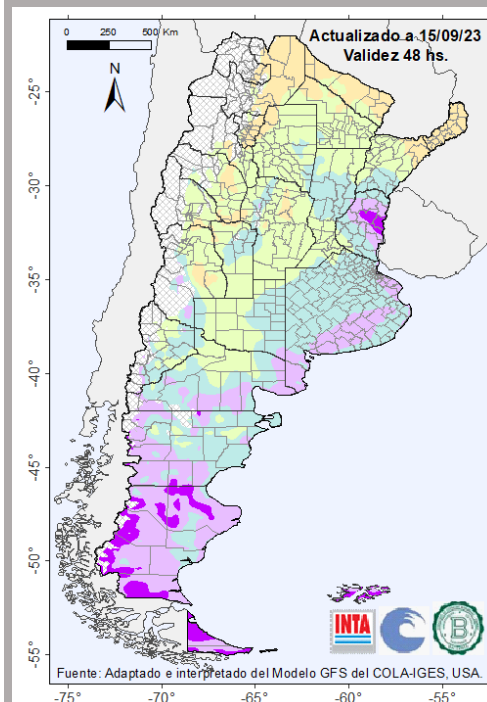 Actualizado a 15/09/23
Validez 48 hs.
0 250 500 Km
N
-25°
-30°
-35°
-40°
-45°
-50°
-55°
INTA
B
Fuente: Adaptado e interpretado del Modelo GFS del COLA-IGES, USA.
-75 -70 -65 -60 -55